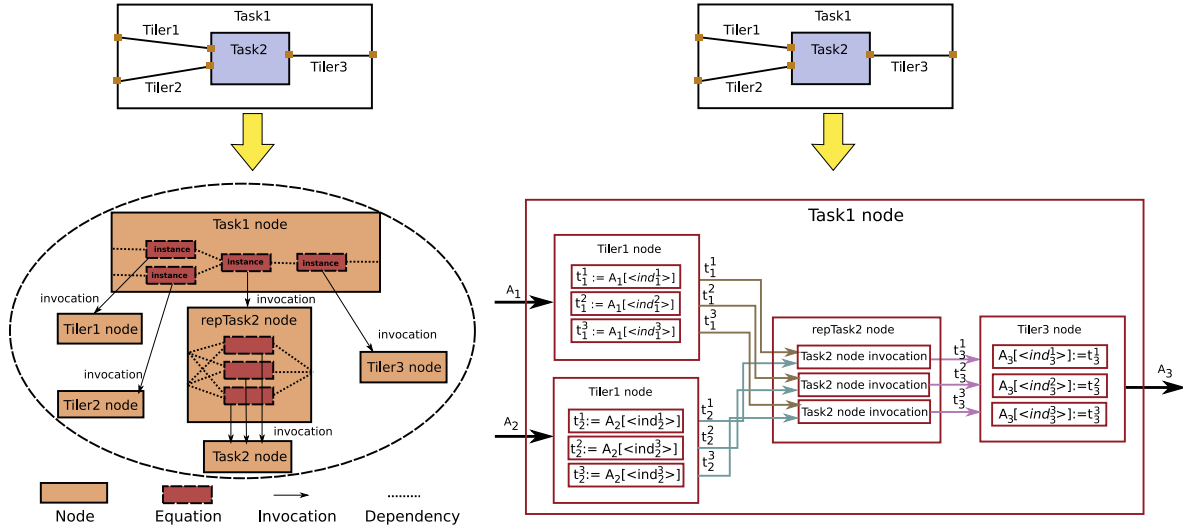 Task1
Tiler1
Task2
Tiler2
Tiler3
Task1 node
instance
instance
instance
instance
invocation
invocation
invocation
Tiler1 node
repTask2 node
invocation
Tiler3 node
Tiler2 node
invocation
Task2 node
Node
Equation
Invocation
Dependency
Task1
Tiler1
Task2
Tiler2
Tiler3
Task1 node
A₁
Tiler1 node
t₁¹:= A₁[<ind₁¹>]
t₁²:= A₁[<ind₁²>]
t₁³:= A₁[<ind₁³>]
t₁¹
t₁²
t₁³
A₂
Tiler1 node
t₂¹:= A₂[<ind₂¹>]
t₂²:= A₂[<ind₂³>]
t₂³:= A₂[<ind₂³>]
t₂¹
t₂²
t₂³
repTask2 node
Task2 node invocation
Task2 node invocation
Task2 node invocation
t₃¹
t₃²
t₃³
Tiler3 node
A₃[<ind₃¹>]:=t₃¹
A₃[<ind₃²>]:=t₃²
A₃[<ind₃³>]:=t₃³
A₃